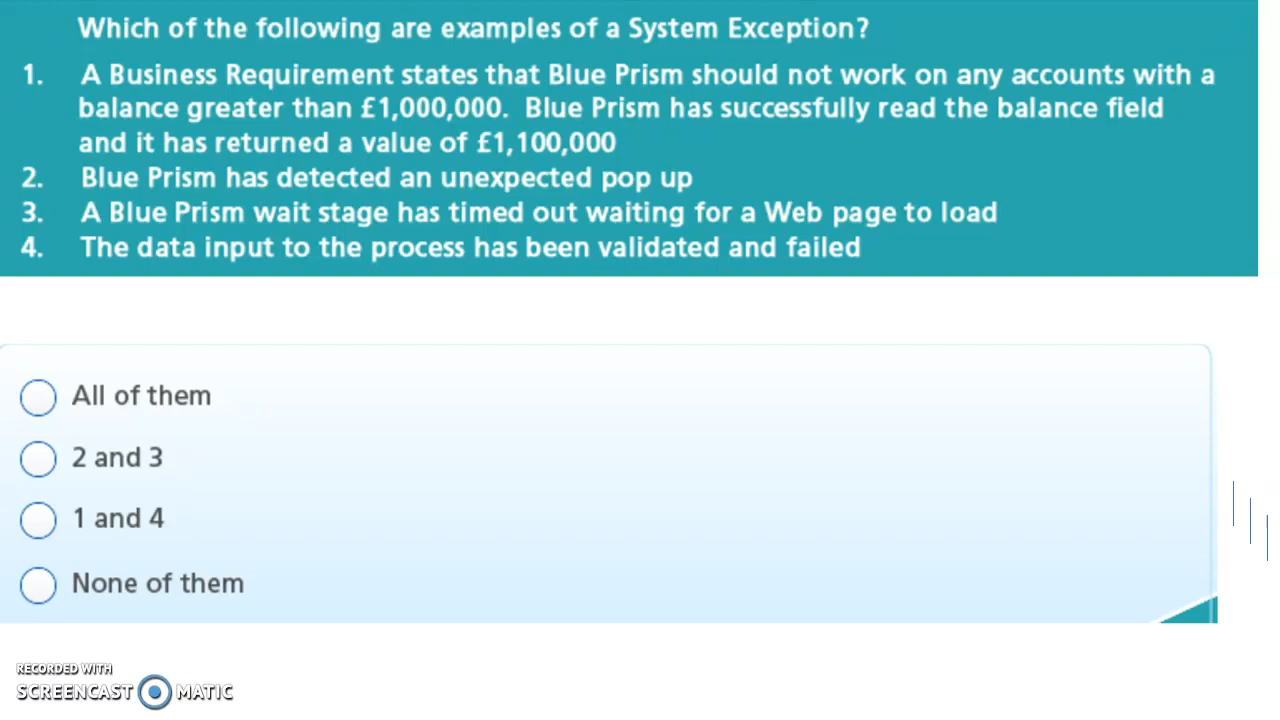 Which of the following are examples of a System Exception?
1. A Business Requirement states that Blue Prism should not work on any accounts with a
balance greater than £1,000,000. Blue Prism has successfully read the balance field
and it has returned a value of £1,100,000
2. Blue Prism has detected an unexpected pop up
3. A Blue Prism wait stage has timed out waiting for a Web page to load
4. The data input to the process has been validated and failed
All of them
2 and 3
1 and 4
None of them
RECORDED WITH
SCREENCAST MATIC